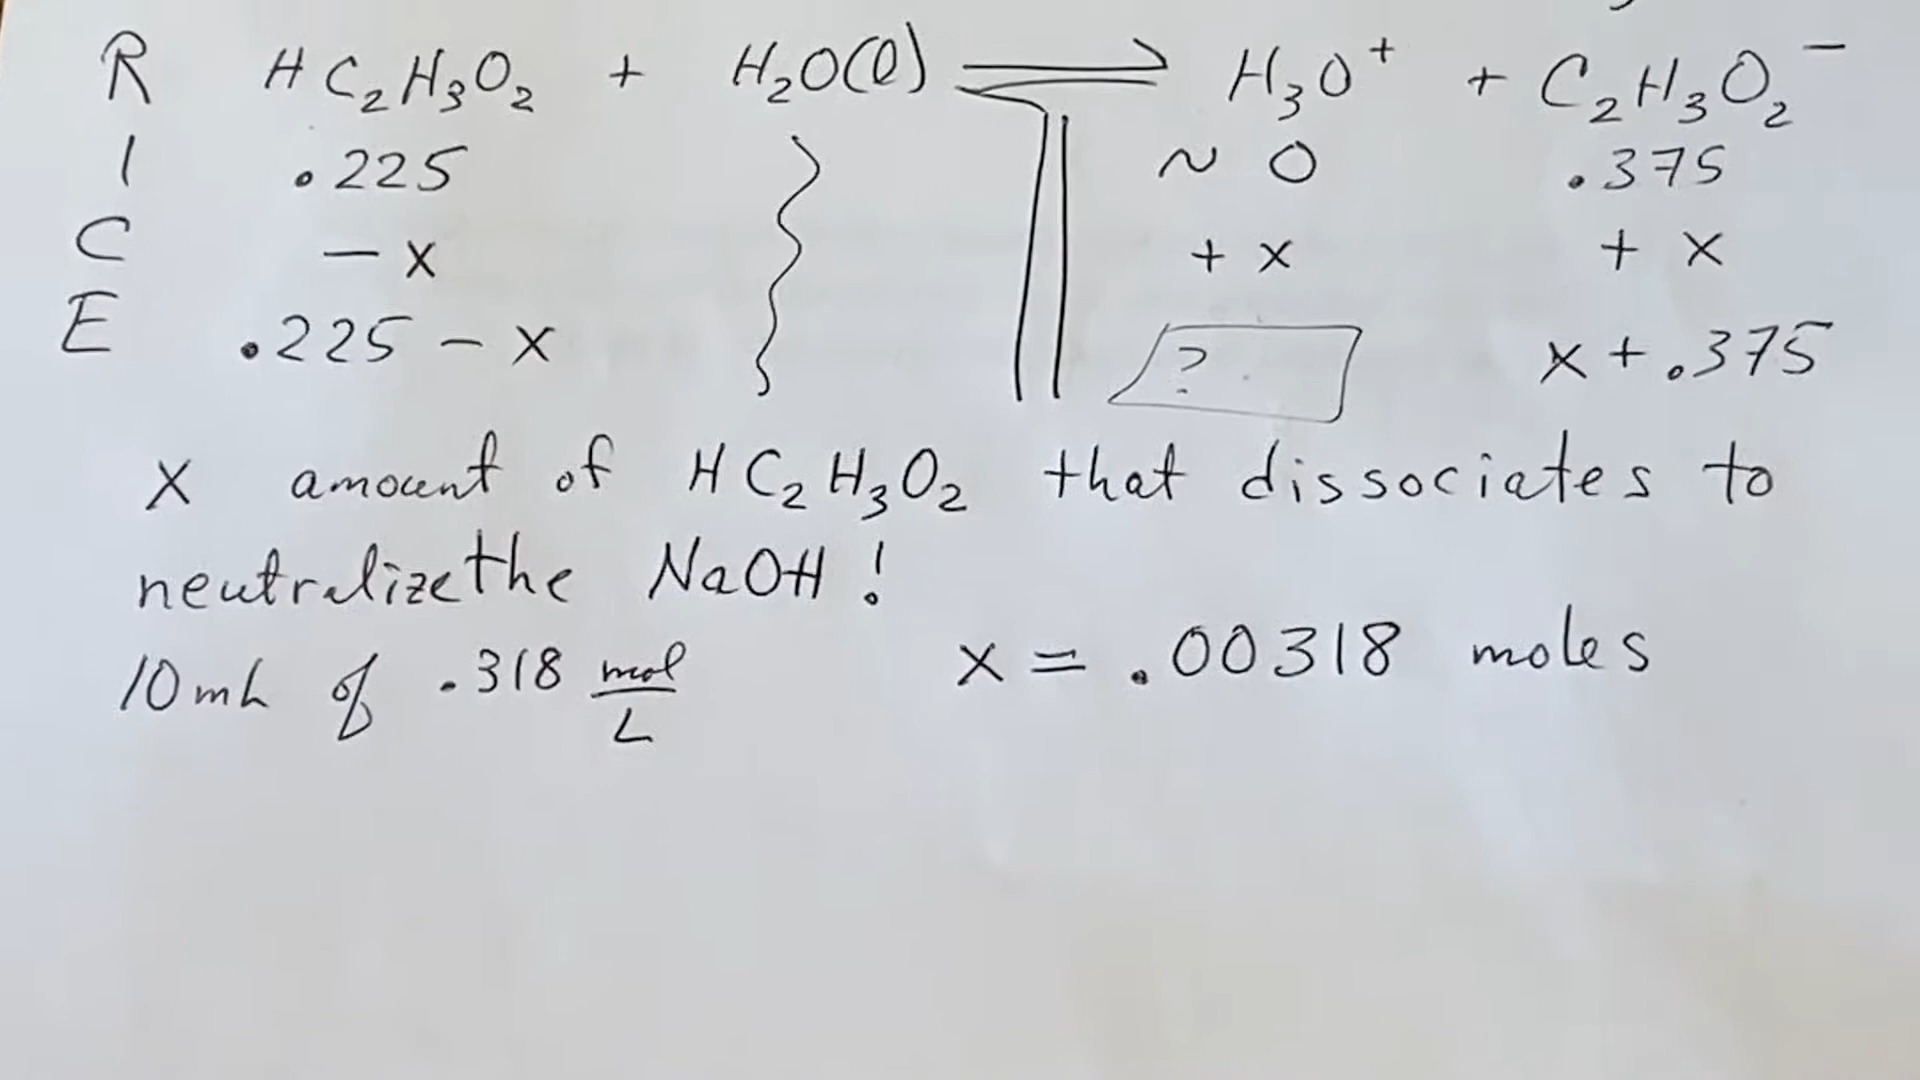 R HC₂H₃O₂ + H₂O(l) ⇌ H₃O⁺ + C₂H₃O₂⁻
I .225 ~ 0 .375
C - x + x + x
E .225 - x ? x + .375
X amount of HC₂H₃O₂ that dissociates to
neutralize the NaOH!
10 mL of .318 mol/L x = .00318 moles